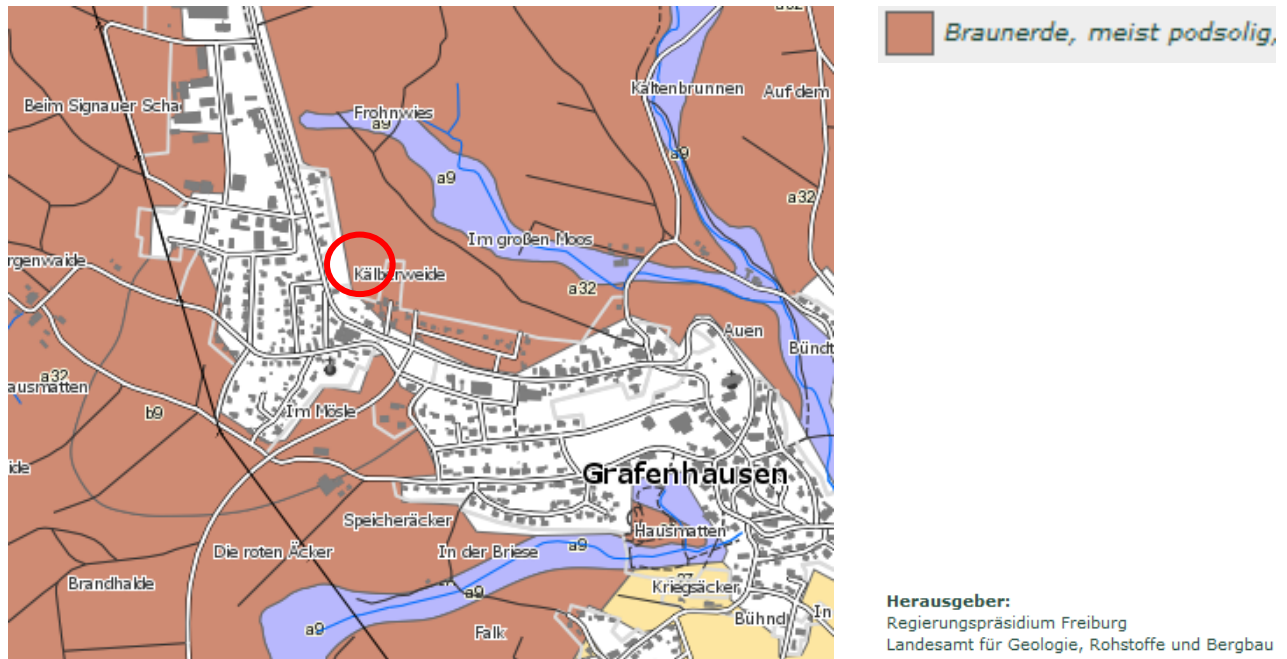 a32
Beim Signauer Scha
Frohnwies
a9
Kaltenbrunnen
Auf dem
a9
a9
a32
Im großen Moos
rgenwaide
Kälberweide
a32
Auen
Bündt
a32
ausmatten
b9
Im Mösle
ide
Grafenhausen
Speicheräcker
Hausmatten
Die roten Äcker
In der Briese
a9
Brandhalde
a9
Kriegsäcker
Bühnd
In
a9
Falk
Braunerde, meist podsolig,
Herausgeber:
Regierungspräsidium Freiburg
Landesamt für Geologie, Rohstoffe und Bergbau